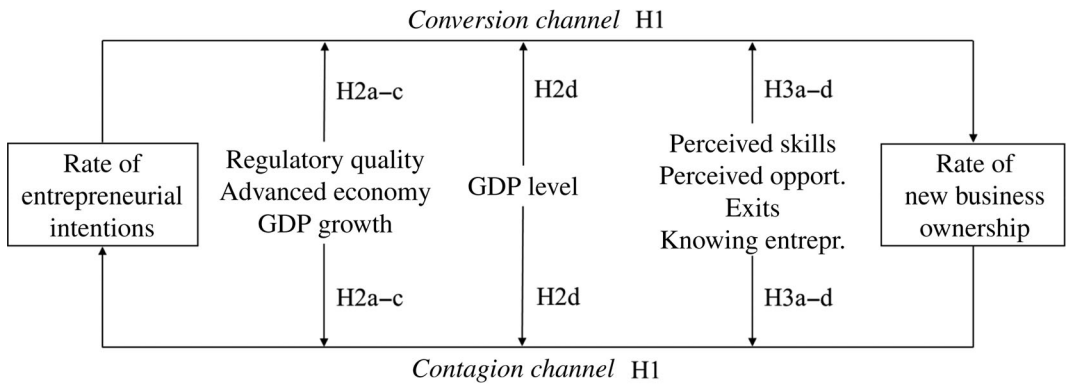 Conversion channel H1
H2a–c
H2d
H3a–d
Rate of
entrepreneurial
intentions
Regulatory quality
Advanced economy
GDP growth
GDP level
Perceived skills
Perceived opport.
Exits
Knowing entrepr.
Rate of
new business
ownership
H2a–c
H2d
H3a–d
Contagion channel H1